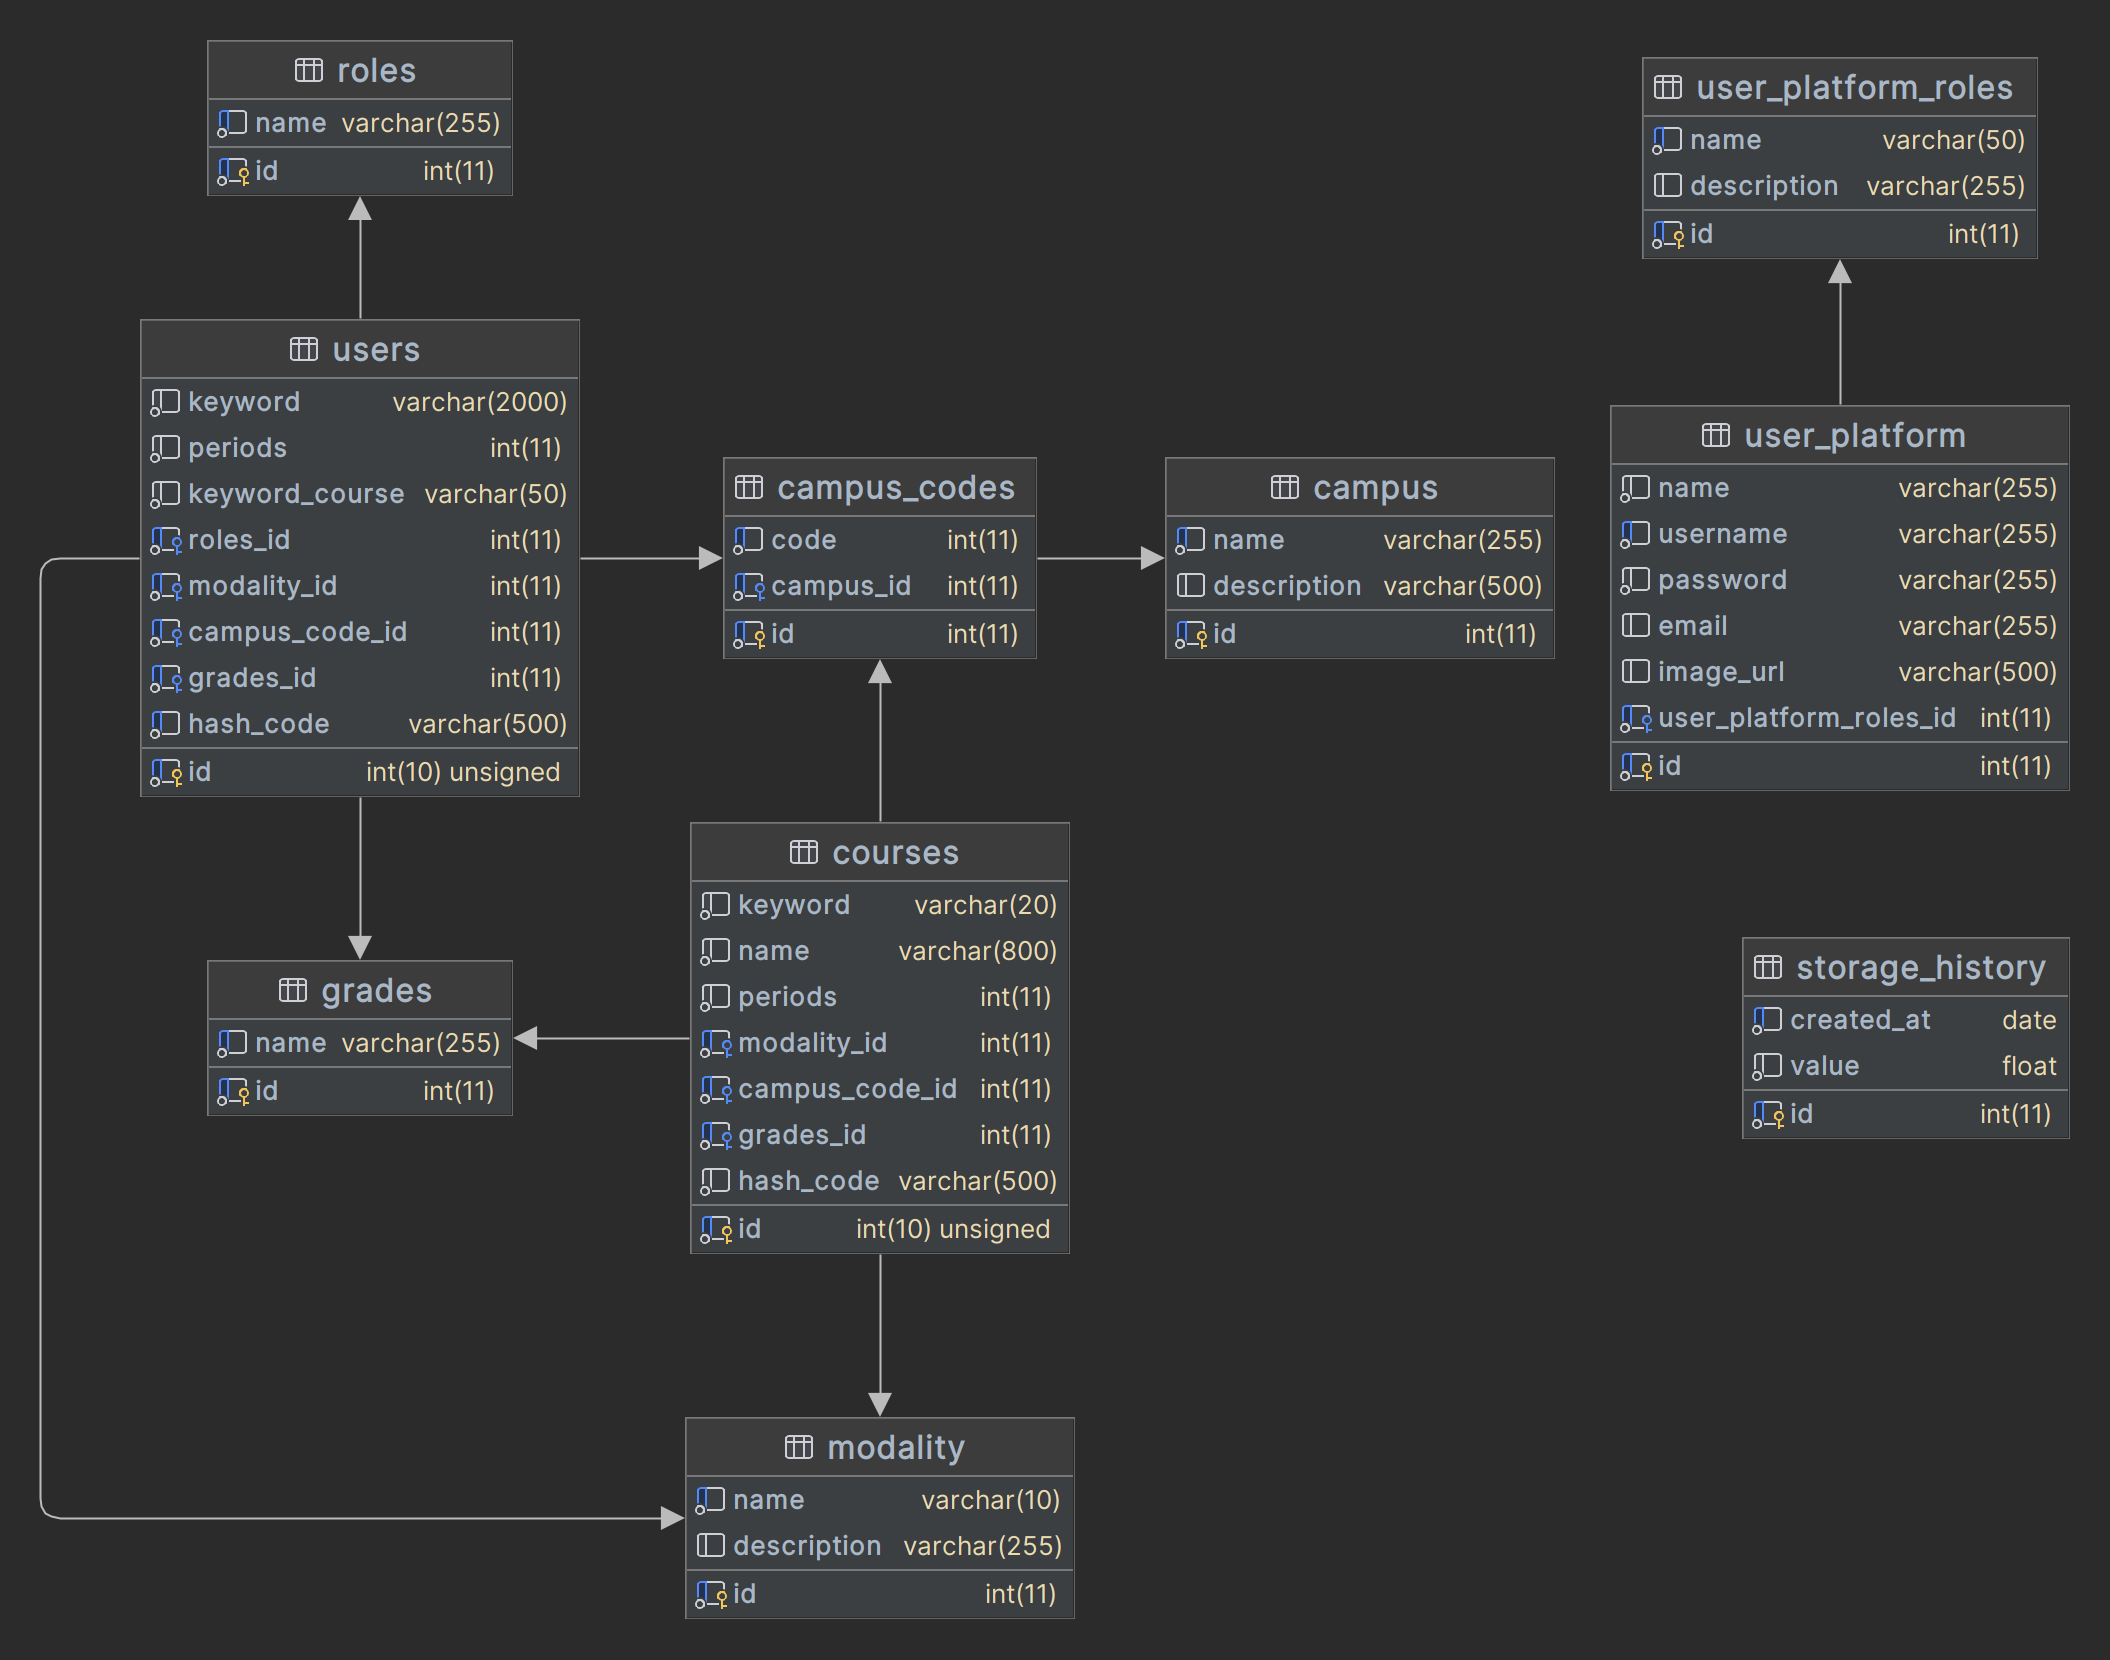 roles
name varchar(255)
id int(11)
users
keyword varchar(2000)
periods int(11)
keyword_course varchar(50)
roles_id int(11)
modality_id int(11)
campus_code_id int(11)
grades_id int(11)
hash_code varchar(500)
id int(10) unsigned
campus_codes
code int(11)
campus_id int(11)
id int(11)
campus
name varchar(255)
description varchar(500)
id int(11)
user_platform_roles
name varchar(50)
description varchar(255)
id int(11)
user_platform
name varchar(255)
username varchar(255)
password varchar(255)
email varchar(255)
image_url varchar(500)
user_platform_roles_id int(11)
id int(11)
grades
name varchar(255)
id int(11)
courses
keyword varchar(20)
name varchar(800)
periods int(11)
modality_id int(11)
campus_code_id int(11)
grades_id int(11)
hash_code varchar(500)
id int(10) unsigned
storage_history
created_at date
value float
id int(11)
modality
name varchar(10)
description varchar(255)
id int(11)